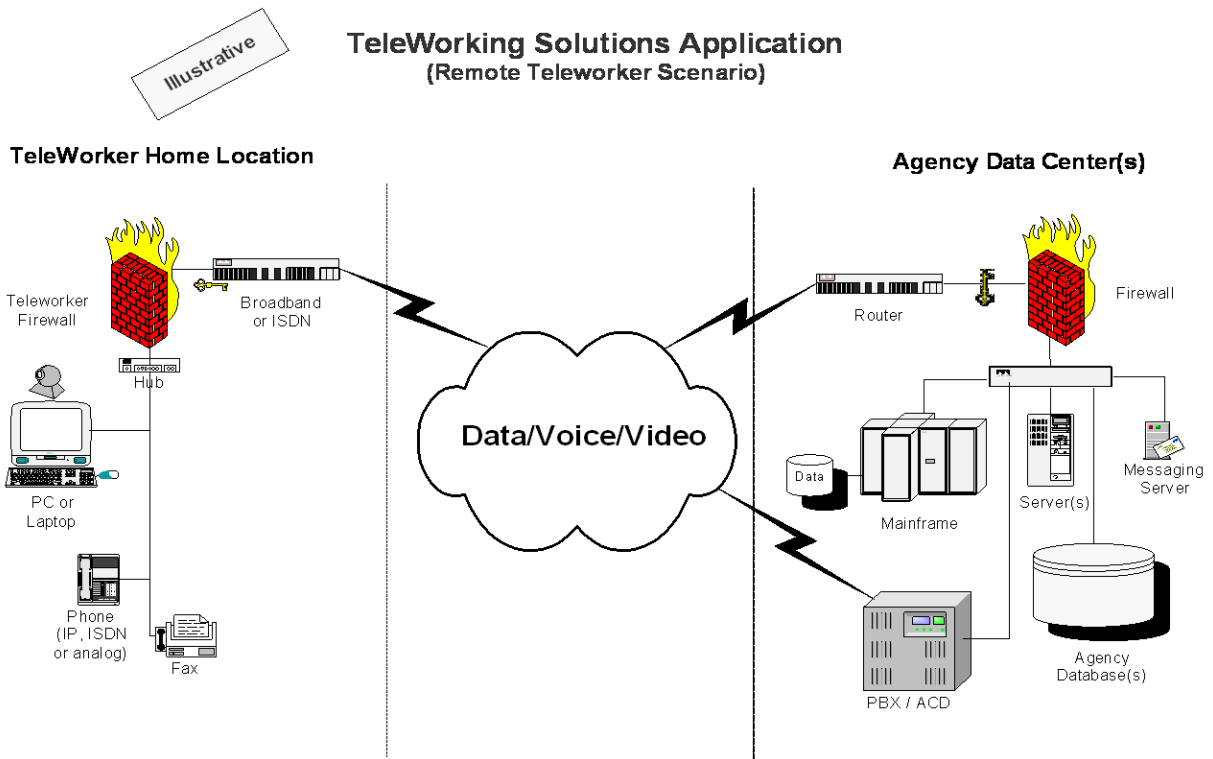 Illustrative
TeleWorking Solutions Application
(Remote Teleworker Scenario)
TeleWorker Home Location
Agency Data Center(s)
Teleworker
Firewall
Broadband
or ISDN
Hub
PC or
Laptop
Phone
(IP, ISDN
or analog)
Fax
Data/Voice/Video
Router
Firewall
Data
Mainframe
Server(s)
Messaging
Server
PBX / ACD
Agency
Database(s)